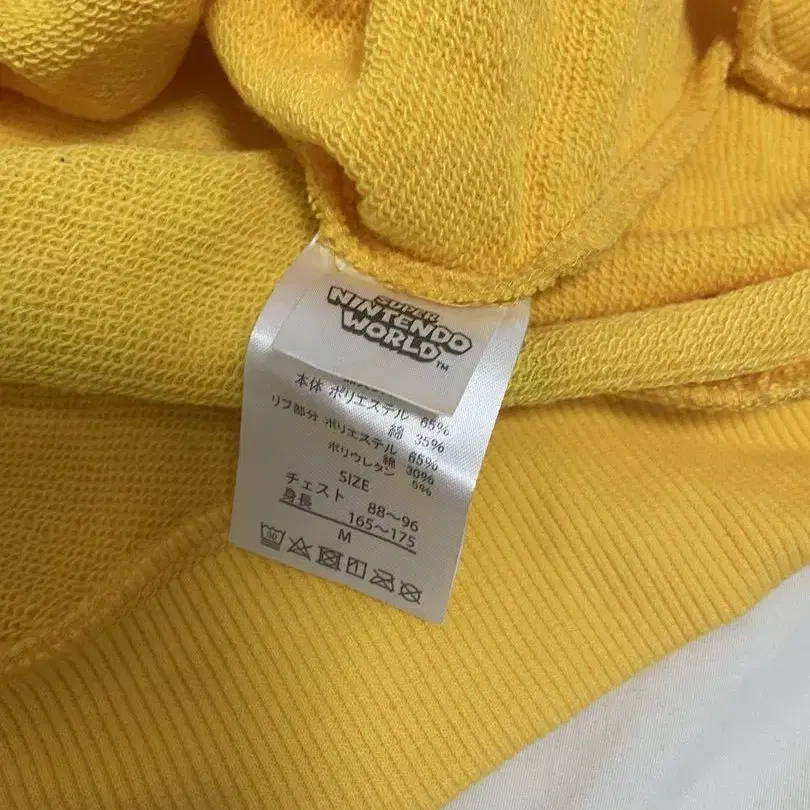 SUPER
NINTENDO
WORLD™
本体 ポリエステル 65%
綿 35%
リブ部分 ポリエステル 65%
綿 30%
ポリウレタン 5%
SIZE
チェスト 88〜96
身長 165〜175
M
30